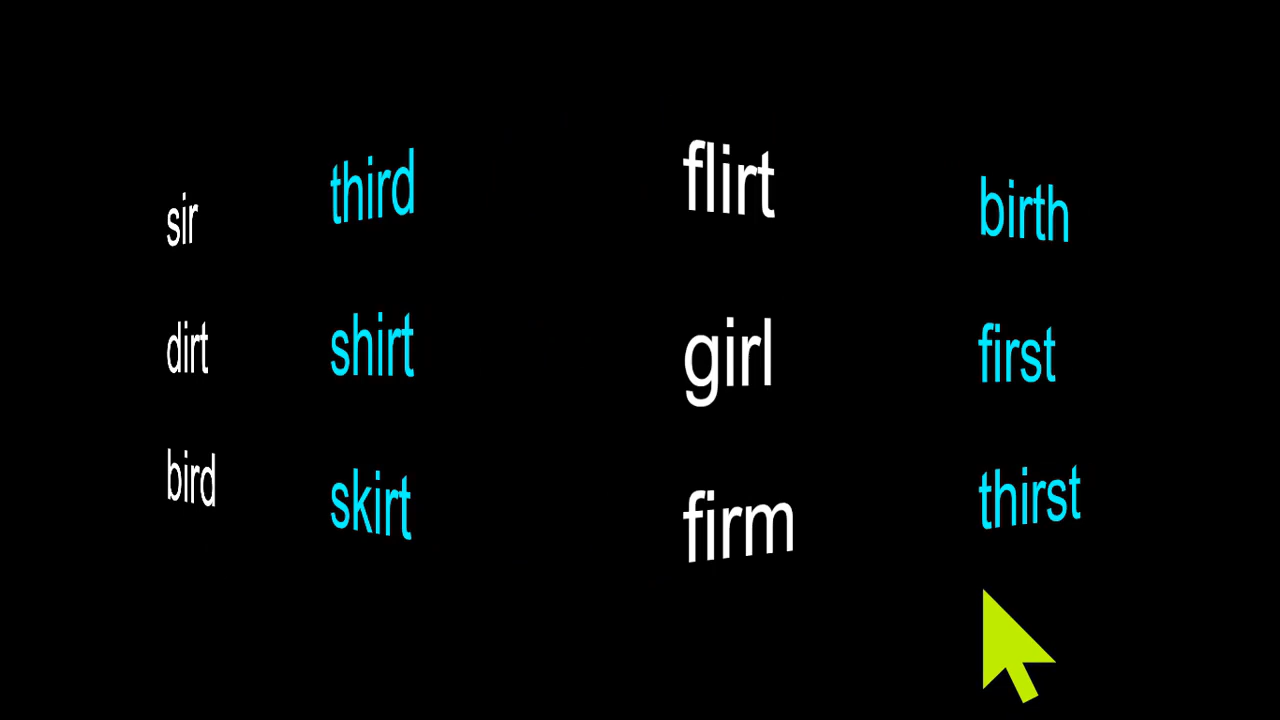 sir
dirt
bird
third
shirt
skirt
flirt
girl
firm
birth
first
thirst